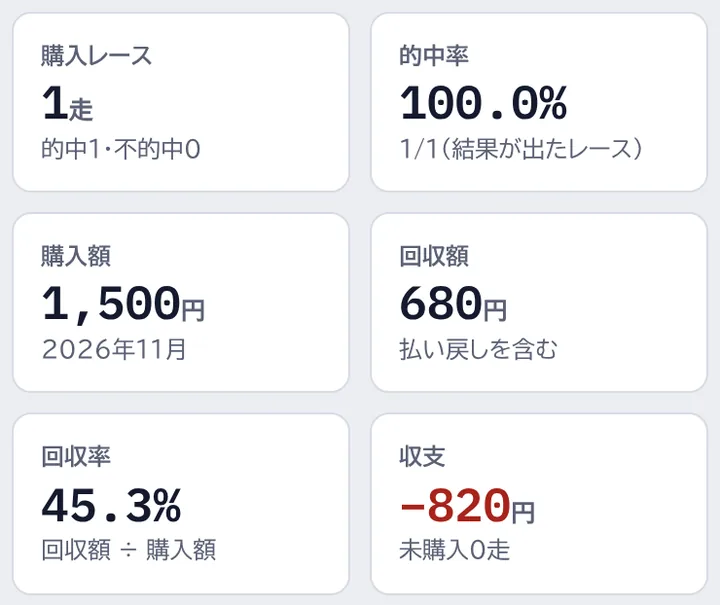 購入レース
1走
的中1・不的中0
的中率
100.0%
1/1(結果が出たレース)
購入額
1,500円
2026年11月
回収額
680円
払い戻しを含む
回収率
45.3%
回収額 ÷ 購入額
収支
−820円
未購入0走